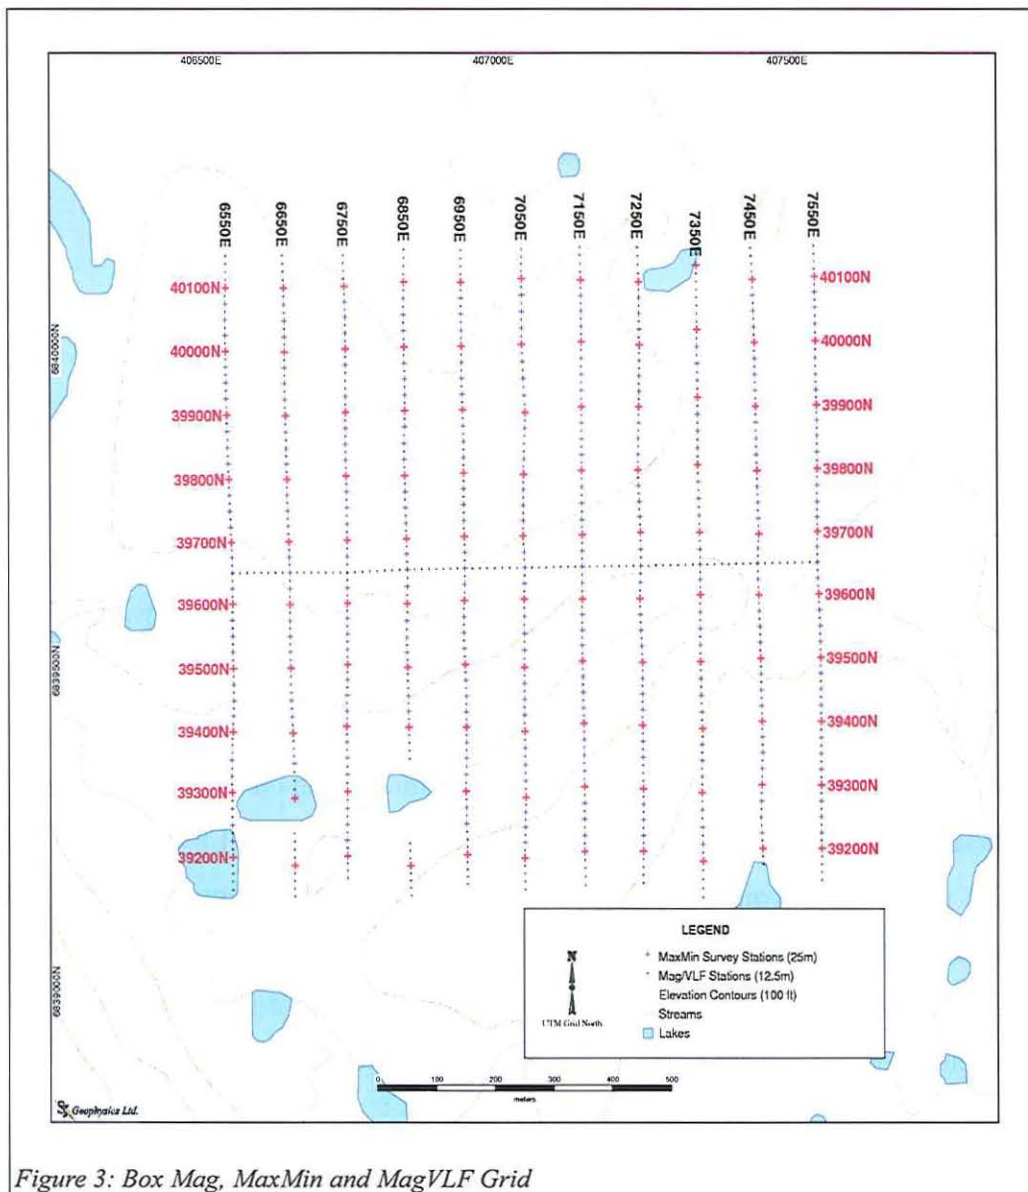 406500E 407000E 407500E
6550E 6650E 6750E 6850E 6950E 7050E 7150E 7250E 7350E 7450E 7550E
40100N 40100N
40000N 40000N
6940000N
39900N 39900N
39800N 39800N
39700N 39700N
39600N 39600N
39500N 39500N
6839500N
39400N 39400N
39300N 39300N
39200N 39200N
6839000N
LEGEND
N
UTM Grid North
+ MaxMin Survey Stations (25m)
· Mag/VLF Stations (12.5m)
Elevation Contours (100 ft)
Streams
Lakes
0 100 200 300 400 500
meters
Geophysics Ltd.
Figure 3: Box Mag, MaxMin and MagVLF Grid